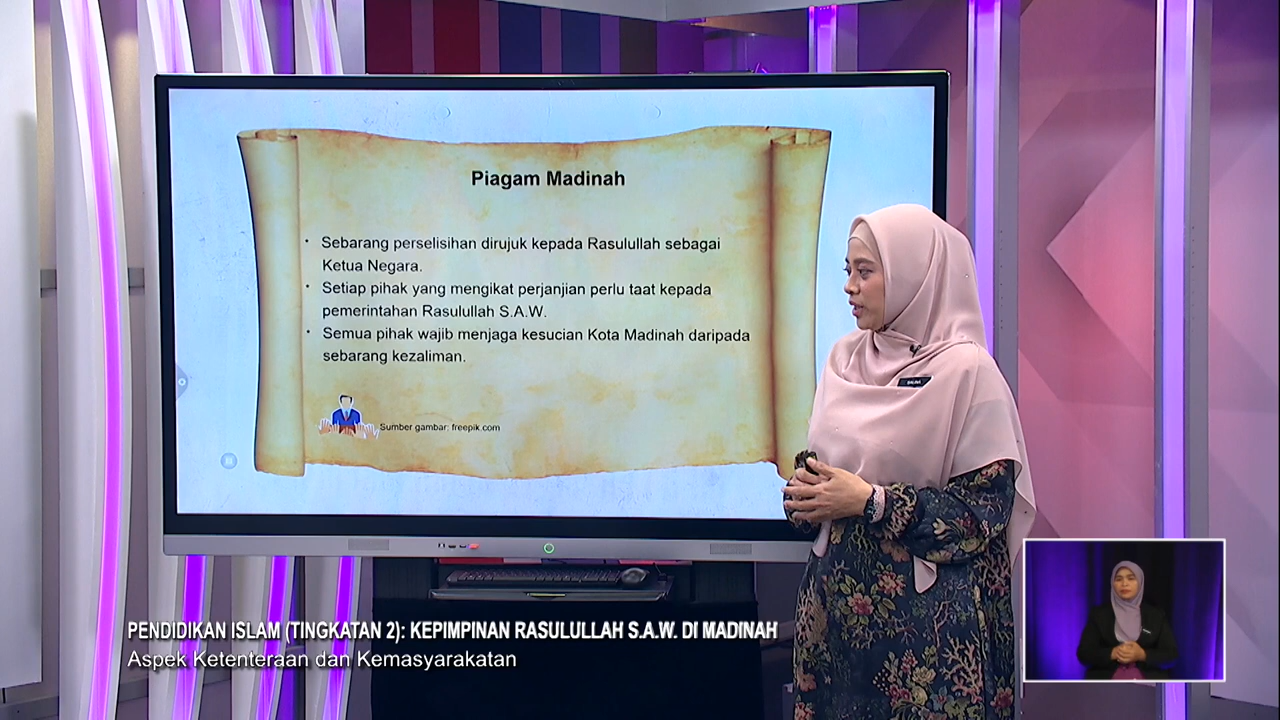 Piagam Madinah
• Sebarang perselisihan dirujuk kepada Rasulullah sebagai
Ketua Negara.
• Setiap pihak yang mengikat perjanjian perlu taat kepada
pemerintahan Rasulullah S.A.W.
• Semua pihak wajib menjaga kesucian Kota Madinah daripada
sebarang kezaliman.
Sumber gambar: freepik.com
PENDIDIKAN ISLAM (TINGKATAN 2): KEPIMPINAN RASULULLAH S.A.W. DI MADINAH
Aspek Ketenteraan dan Kemasyarakatan